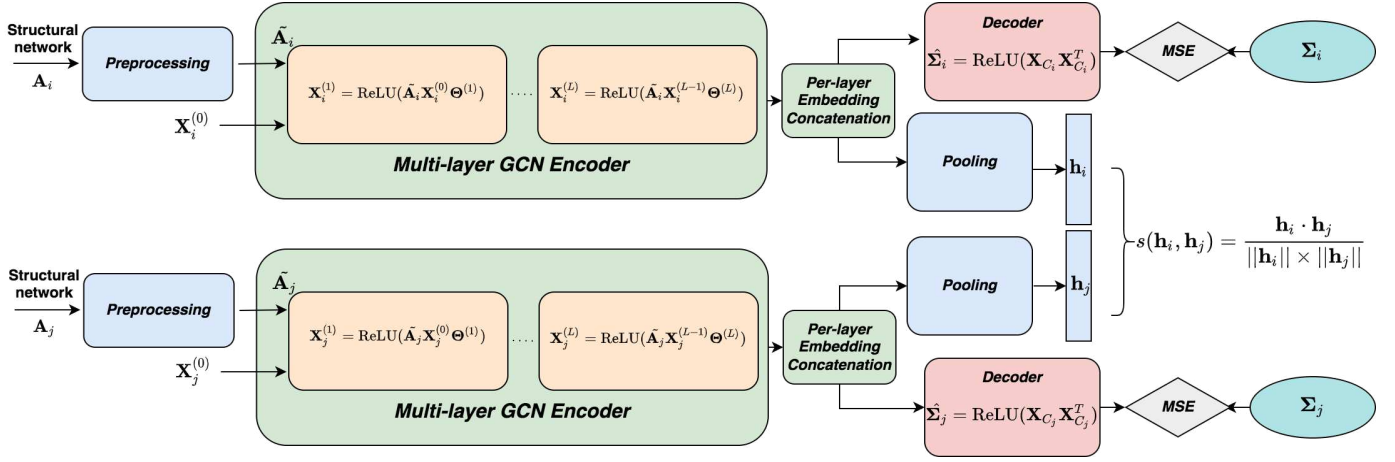 Structural
network
A_i
Preprocessing
Ã_i
X_i^{(0)}
X_i^{(1)} = ReLU(Ã_i X_i^{(0)} Θ^{(1)})
....
X_i^{(L)} = ReLU(Ã_i X_i^{(L-1)} Θ^{(L)})
Multi-layer GCN Encoder
Per-layer
Embedding
Concatenation
Decoder
Σ̂_i = ReLU(X_{C_i} X_{C_i}^T)
MSE
Σ_i
Pooling
h_i
s(h_i, h_j) = \frac{h_i · h_j}{||h_i|| × ||h_j||}
Structural
network
A_j
Preprocessing
Ã_j
X_j^{(0)}
X_j^{(1)} = ReLU(Ã_j X_j^{(0)} Θ^{(1)})
....
X_j^{(L)} = ReLU(Ã_j X_j^{(L-1)} Θ^{(L)})
Multi-layer GCN Encoder
Per-layer
Embedding
Concatenation
Pooling
h_j
Decoder
Σ̂_j = ReLU(X_{C_j} X_{C_j}^T)
MSE
Σ_j